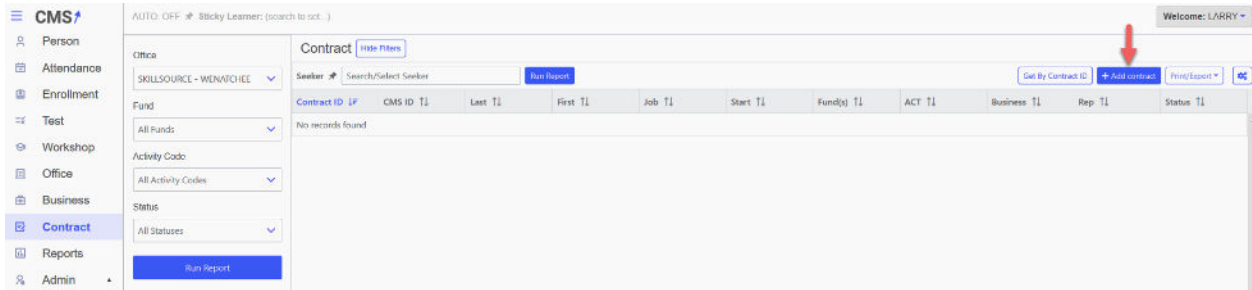 CMS
AUTO: OFF Sticky Learner: (search to set...)
Welcome: LARRY
Person
Attendance
Enrollment
Test
Workshop
Office
Business
Contract
Reports
Admin
Office
SKILLSOURCE - WENATCHEE
Fund
All Funds
Activity Code
All Activity Codes
Status
All Statuses
Run Report
Contract Hide Filters
Seeker Search/Select Seeker Run Report Get By Contract ID + Add contract Print/Export
Contract ID CMS ID Last First Job Start Fund(s) ACT Business Rep Status
No records found